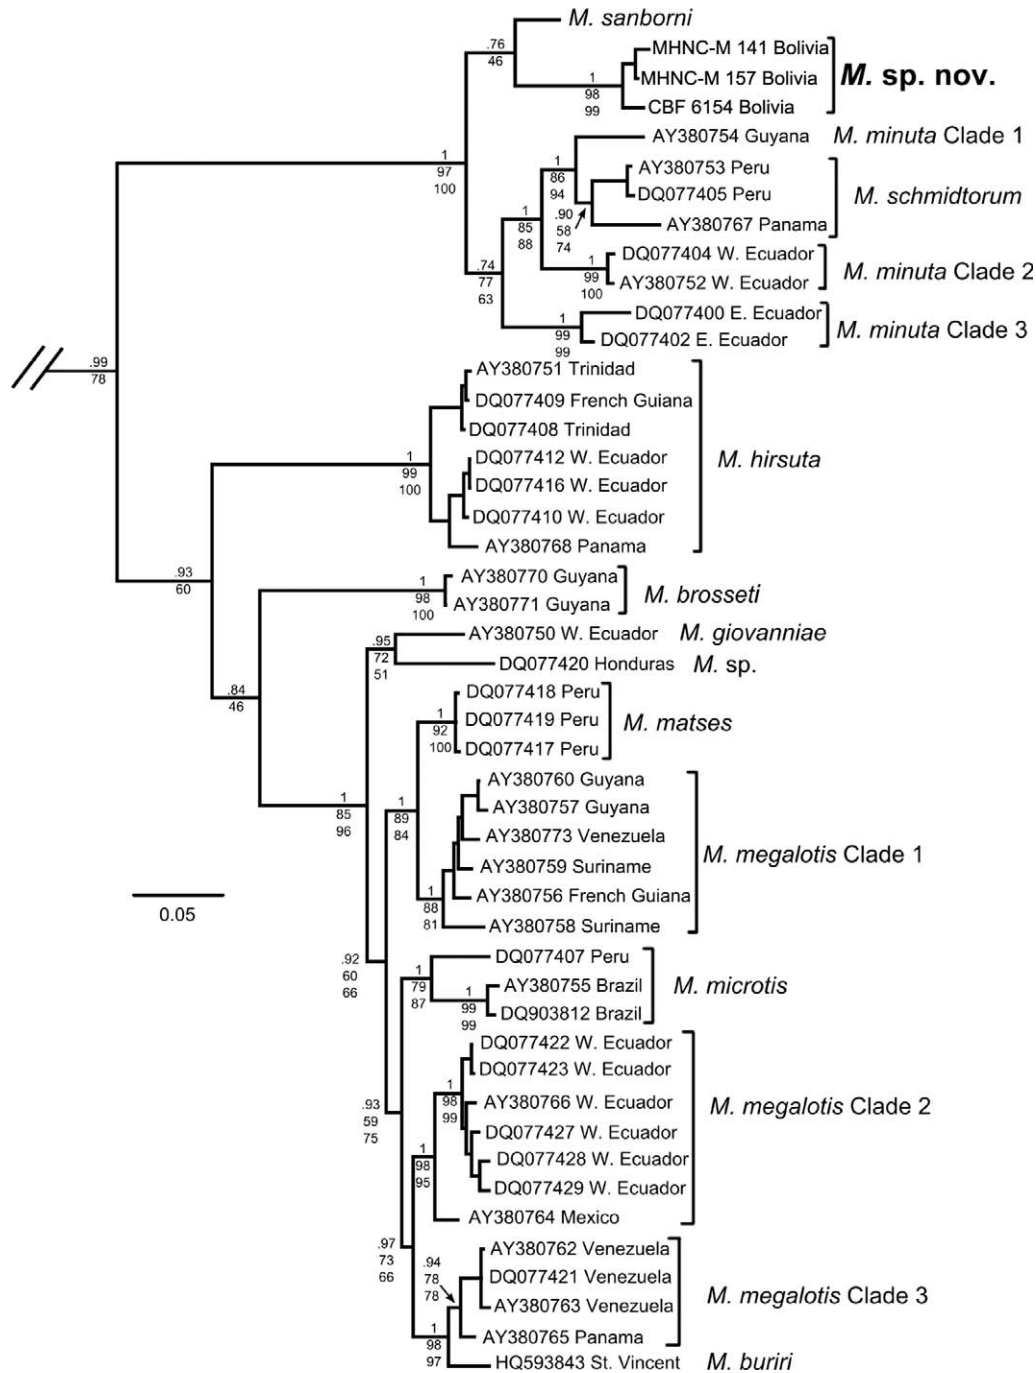 M. sanborni
.76
46
MHNC-M 141 Bolivia
MHNC-M 157 Bolivia
CBF 6154 Bolivia
M. sp. nov.
1
98
99
AY380754 Guyana
M. minuta Clade 1
1
97
100
1
86
94
AY380753 Peru
DQ077405 Peru
AY380767 Panama
M. schmidtorum
.90
58
74
1
85
88
DQ077404 W. Ecuador
AY380752 W. Ecuador
M. minuta Clade 2
1
99
100
.74
77
63
DQ077400 E. Ecuador
DQ077402 E. Ecuador
M. minuta Clade 3
1
99
99
.99
78
AY380751 Trinidad
DQ077409 French Guiana
DQ077408 Trinidad
DQ077412 W. Ecuador
DQ077416 W. Ecuador
DQ077410 W. Ecuador
AY380768 Panama
M. hirsuta
1
99
100
.93
60
AY380770 Guyana
AY380771 Guyana
M. brosseti
1
98
100
AY380750 W. Ecuador
M. giovanniae
.95
72
51
DQ077420 Honduras
M. sp.
.84
46
DQ077418 Peru
DQ077419 Peru
DQ077417 Peru
M. matses
1
92
100
1
85
96
1
89
84
AY380760 Guyana
AY380757 Guyana
AY380773 Venezuela
AY380759 Suriname
AY380756 French Guiana
AY380758 Suriname
M. megalotis Clade 1
1
88
81
0.05
.92
60
66
DQ077407 Peru
AY380755 Brazil
DQ903812 Brazil
M. microtis
1
79
87
1
99
99
DQ077422 W. Ecuador
DQ077423 W. Ecuador
AY380766 W. Ecuador
DQ077427 W. Ecuador
DQ077428 W. Ecuador
DQ077429 W. Ecuador
AY380764 Mexico
M. megalotis Clade 2
1
98
99
.93
59
75
1
98
95
.97
73
66
AY380762 Venezuela
DQ077421 Venezuela
AY380763 Venezuela
AY380765 Panama
M. megalotis Clade 3
.94
78
78
1
98
97
HQ593843 St. Vincent
M. buriri